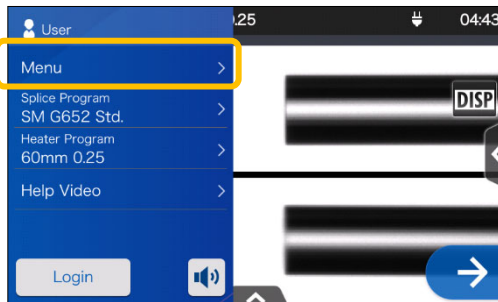 User
.25
04:43
Menu
Splice Program
SM G652 Std.
Heater Program
60mm 0.25
Help Video
Login
DISP